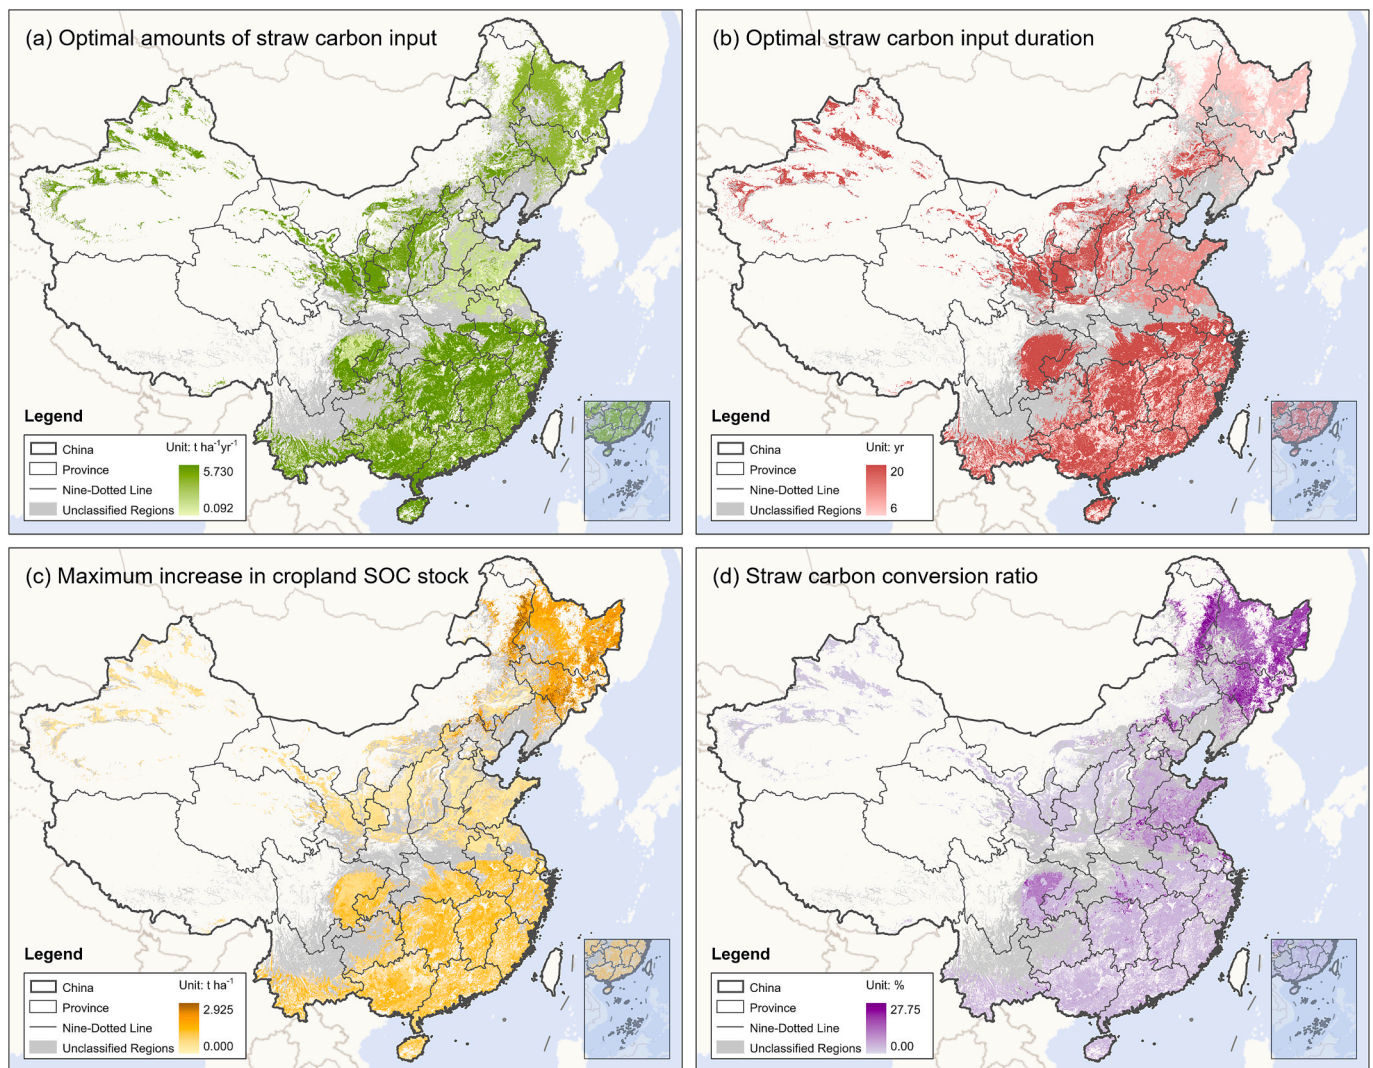 (a) Optimal amounts of straw carbon input
Legend
China
Province
Nine-Dotted Line
Unclassified Regions
Unit: t ha⁻¹yr⁻¹
5.730
0.092
(b) Optimal straw carbon input duration
Legend
China
Province
Nine-Dotted Line
Unclassified Regions
Unit: yr
20
6
(c) Maximum increase in cropland SOC stock
Legend
China
Province
Nine-Dotted Line
Unclassified Regions
Unit: t ha⁻¹
2.925
0.000
(d) Straw carbon conversion ratio
Legend
China
Province
Nine-Dotted Line
Unclassified Regions
Unit: %
27.75
0.00